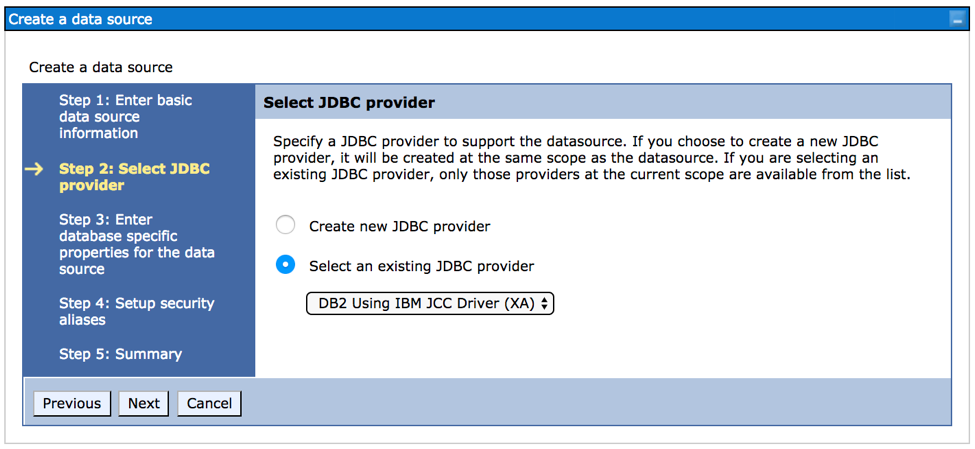 Create a data source
Create a data source
Step 1: Enter basic
data source
information
Step 2: Select JDBC
provider
Step 3: Enter
database specific
properties for the data
source
Step 4: Setup security
aliases
Step 5: Summary
Select JDBC provider
Specify a JDBC provider to support the datasource. If you choose to create a new JDBC
provider, it will be created at the same scope as the datasource. If you are selecting an
existing JDBC provider, only those providers at the current scope are available from the list.
Create new JDBC provider
Select an existing JDBC provider
DB2 Using IBM JCC Driver (XA)
Previous Next Cancel